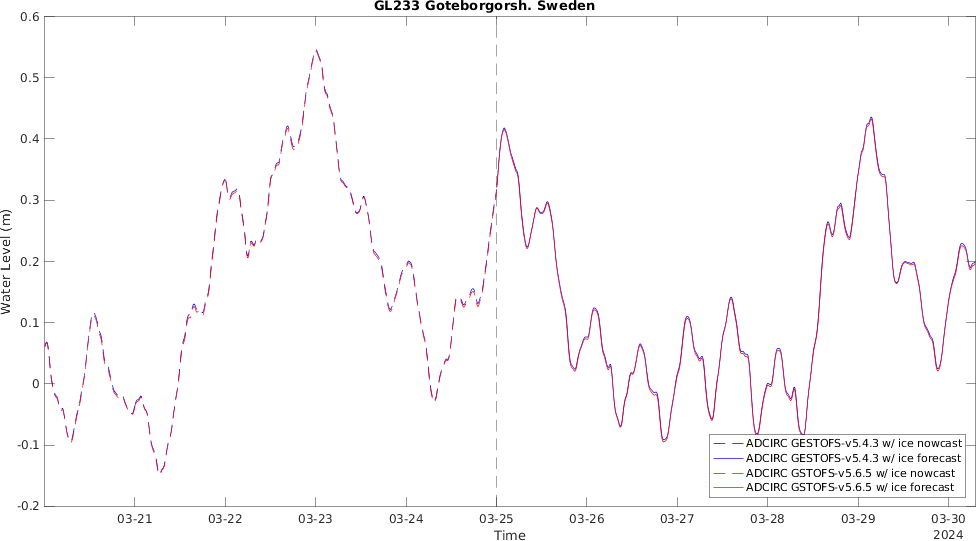 GL233 Goteborgorsh. Sweden
0.6
0.5
0.4
0.3
0.2
0.1
0
-0.1
-0.2
Water Level (m)
03-21
03-22
03-23
03-24
03-25
03-26
03-27
03-28
03-29
03-30
Time
2024
ADCIRC GESTOFS-v5.4.3 w/ ice nowcast
ADCIRC GESTOFS-v5.4.3 w/ ice forecast
ADCIRC GSTOFS-v5.6.5 w/ ice nowcast
ADCIRC GSTOFS-v5.6.5 w/ ice forecast